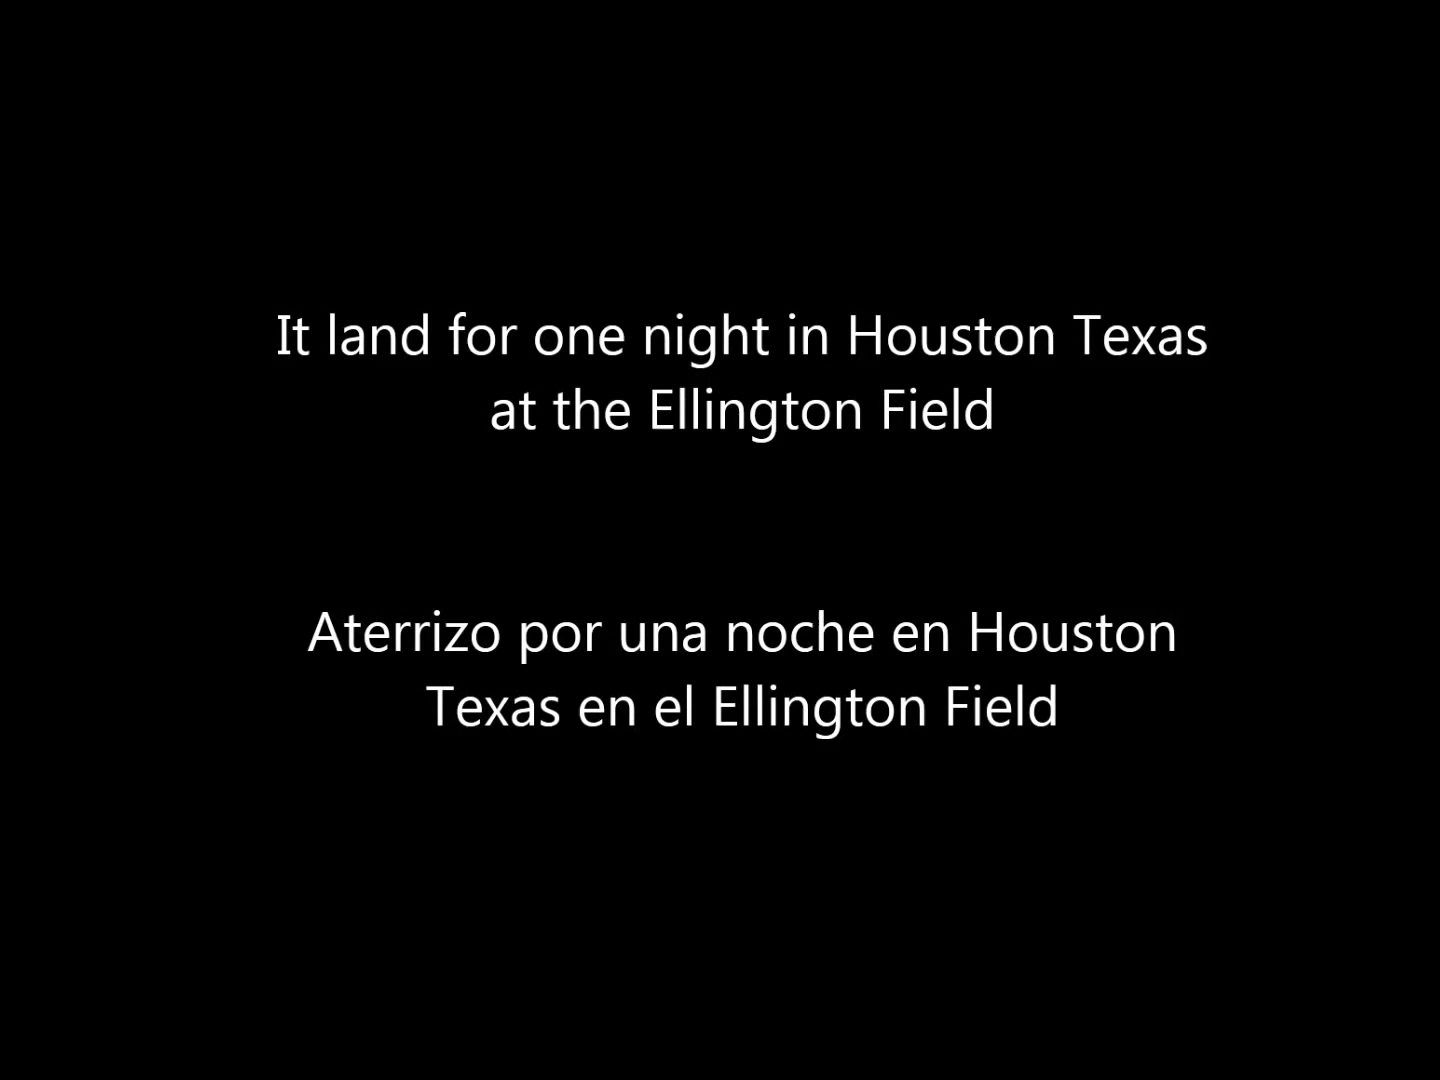 It land for one night in Houston Texas
at the Ellington Field
Aterrizo por una noche en Houston
Texas en el Ellington Field